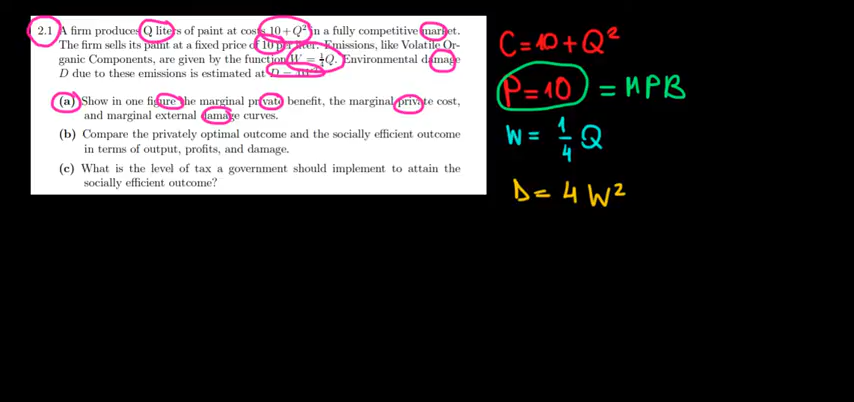 2.1 A firm produces Q liters of paint at costs 10 + Q² in a fully competitive market.
The firm sells its paint at a fixed price of 10 per liter. Emissions, like Volatile Or-
ganic Components, are given by the function W = ¼Q. Environmental damage
D due to these emissions is estimated at
(a) Show in one figure the marginal private benefit, the marginal private cost,
and marginal external damage curves.
(b) Compare the privately optimal outcome and the socially efficient outcome
in terms of output, profits, and damage.
(c) What is the level of tax a government should implement to attain the
socially efficient outcome?
C = 10 + Q²
P = 10 = MPB
W = 1/4 Q
D = 4 W²